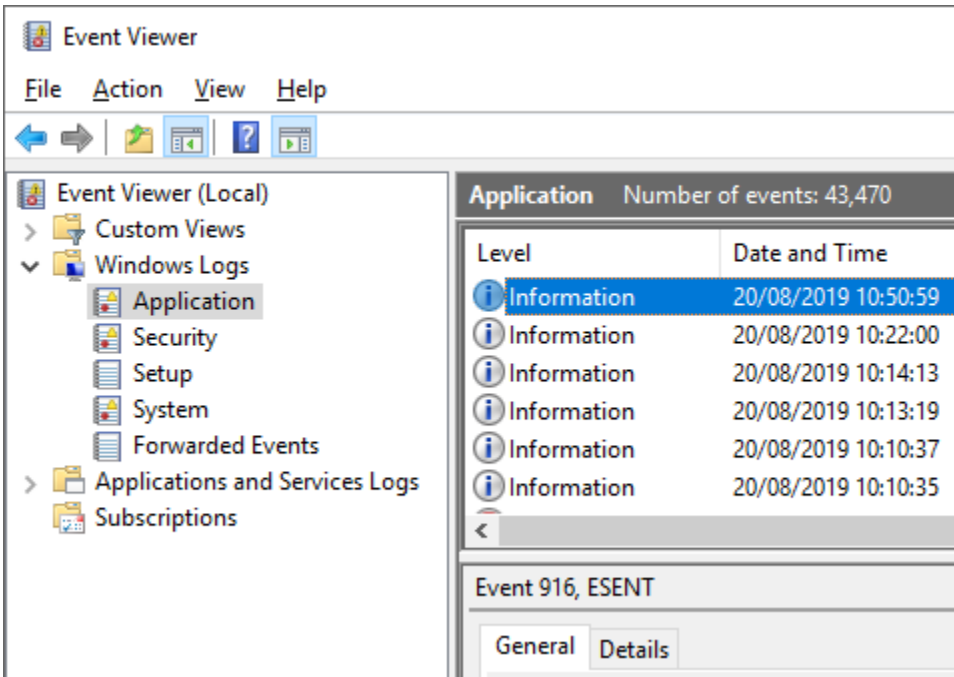 Event Viewer
File Action View Help
Event Viewer (Local)
Custom Views
Windows Logs
Application
Security
Setup
System
Forwarded Events
Applications and Services Logs
Subscriptions
Application Number of events: 43,470
Level Date and Time
Information 20/08/2019 10:50:59
Information 20/08/2019 10:22:00
Information 20/08/2019 10:14:13
Information 20/08/2019 10:13:19
Information 20/08/2019 10:10:37
Information 20/08/2019 10:10:35
Event 916, ESENT
General Details